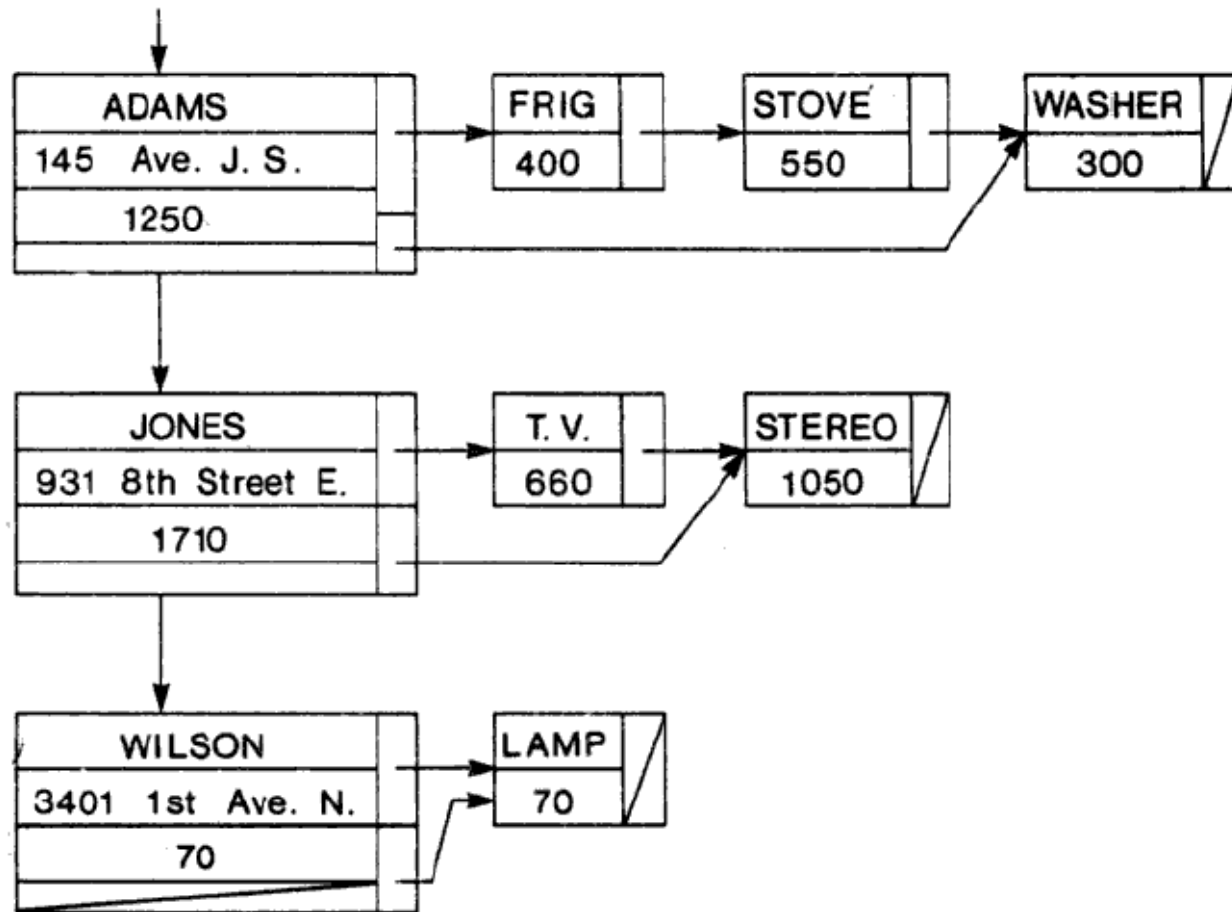 ADAMS
145 Ave. J. S.
1250
FRIG
400
STOVE
550
WASHER
300
JONES
931 8th Street E.
1710
T. V.
660
STEREO
1050
WILSON
3401 1st Ave. N.
70
LAMP
70